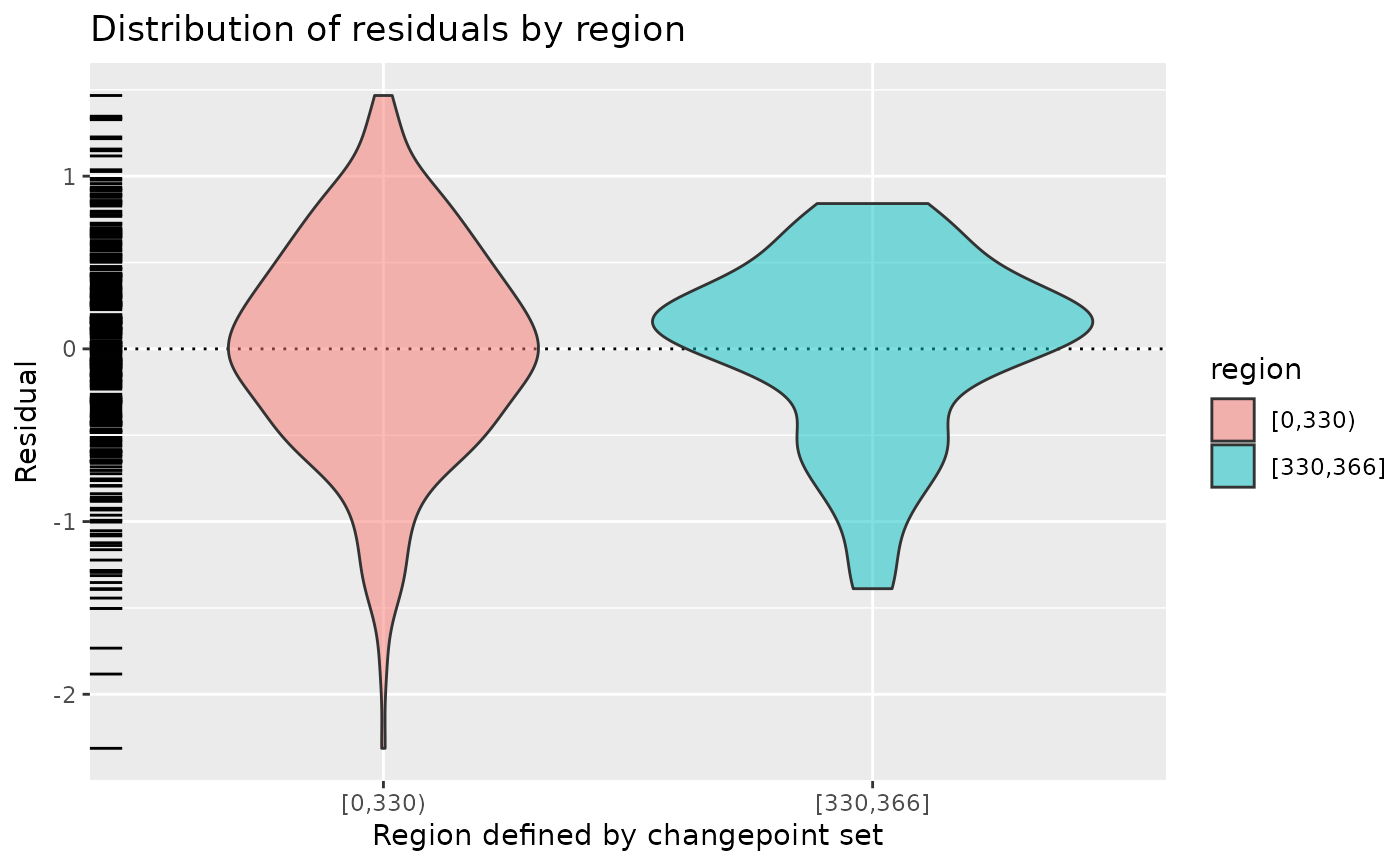 Distribution of residuals by region
1
0
-1
-2
Residual
[0,330)
[330,366]
Region defined by changepoint set
region
[0,330)
[330,366]